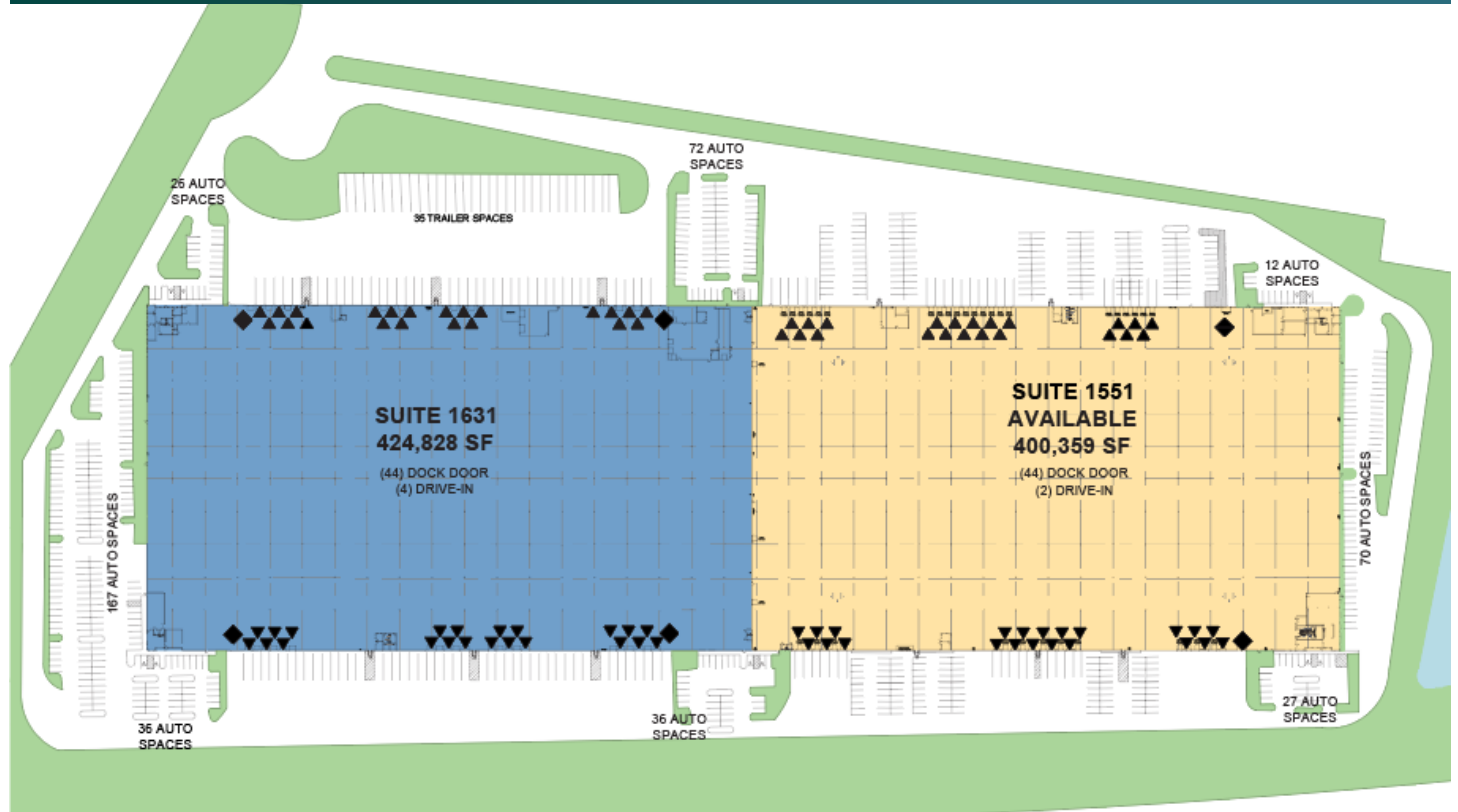 72 AUTO
SPACES
26 AUTO
SPACES
35 TRAILER SPACES
12 AUTO
SPACES
SUITE 1631
424,828 SF
(44) DOCK DOOR
(4) DRIVE-IN
SUITE 1551
AVAILABLE
400,359 SF
(44) DOCK DOOR
(2) DRIVE-IN
167 AUTO SPACES
70 AUTO SPACES
36 AUTO
SPACES
36 AUTO
SPACES
27 AUTO
SPACES